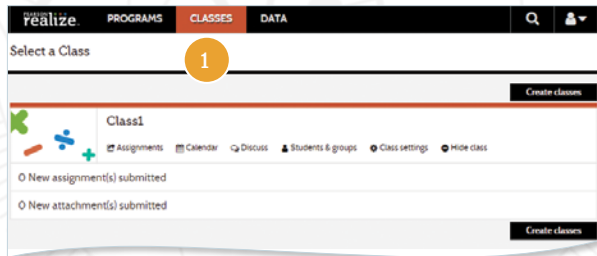 PEARSON
realize. PROGRAMS CLASSES DATA
Select a Class
1
Create classes
Class1
Assignments Calendar Discuss Students & groups Class settings Hide class
0 New assignment(s) submitted
0 New attachment(s) submitted
Create classes